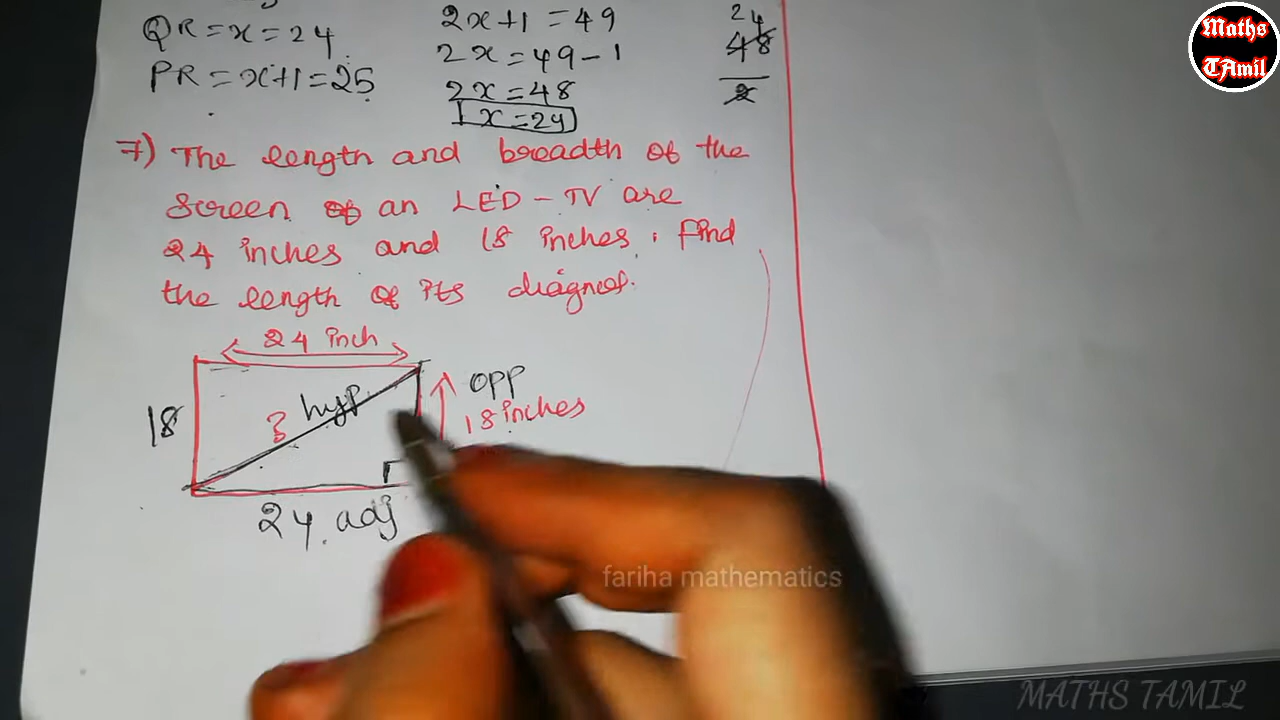 QR = x = 24
PR = x+1 = 25
2x+1 = 49
2x = 49-1
2x = 48
x = 24
24
48
2
Maths
TAmil
7) The length and breadth of the
screen of an LED - TV are
24 inches and 18 inches. Find
the length of its
24 inch
18
hyp
opp
18 inches
24 adj
fariha mathematics
MATHS TAMIL